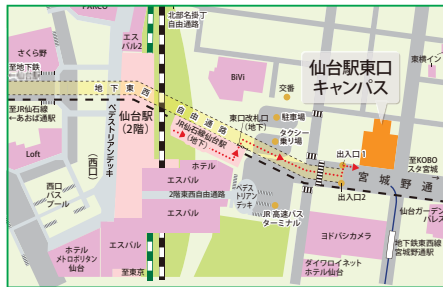 PARCO
さくら野
エス
パル2
北部名掛丁
自由通路
至地下鉄
至JR仙石線
←あおば通駅
地下東西
自由通路
BiVi
交番
駐車場
タクシー
乗り場
東横イン
仙台駅東口
キャンパス
仙台駅
(2階)
JR仙石線仙台駅
(地下)
東口改札口
(地下)
出入口1
至KOBO
スタ宮城
宮城野通
ペデストリアンデッキ
(西口)
Loft
西口
バス
プール
ホテル
エスパル
2階東西自由通路
エスパル
エスパル
ペデス
トリアン
デッキ
JR 高速バス
ターミナル
出入口2
仙台ガーデン
パレス
ヨドバシカメラ
地下鉄東西線
宮城野通駅
ホテル
メトロポリタン
仙台
エスパル
至東京
ダイワロイネット
ホテル仙台